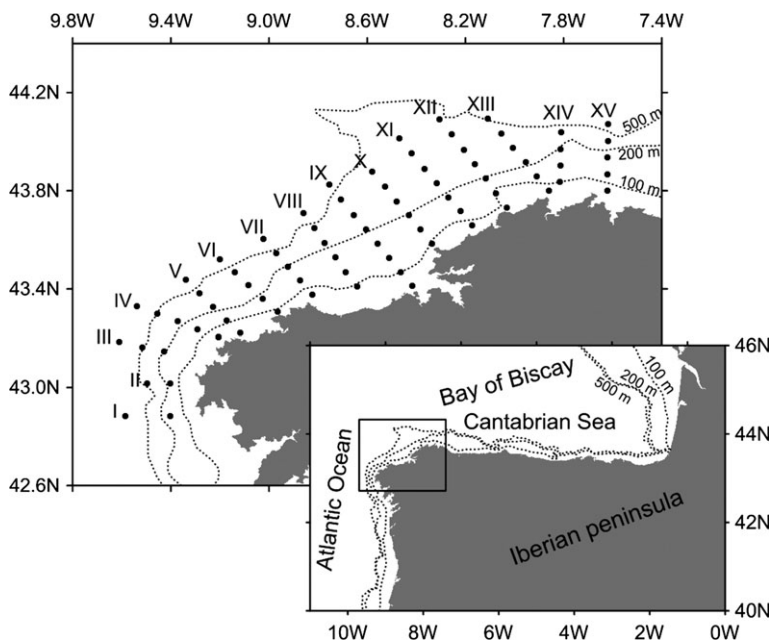 9.8W 9.4W 9.0W 8.6W 8.2W 7.8W 7.4W
44.2N
43.8N
43.4N
43.0N
42.6N
XII XIII XIV XV
XI
X
IX
VIII
VII
VI
V
IV
III
II
I
500 m
200 m
100 m
46N
44N
42N
40N
Bay of Biscay
Cantabrian Sea
100 m
200 m
500 m
Atlantic Ocean
Iberian peninsula
10W 8W 6W 4W 2W 0W